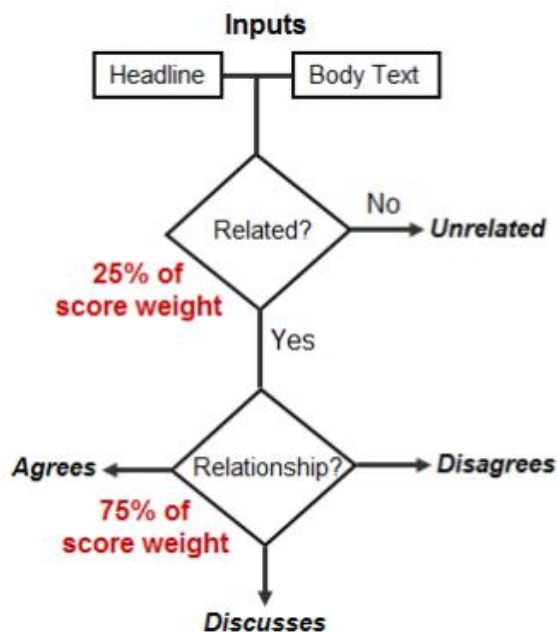 Inputs
Headline
Body Text
Related?
No
Unrelated
25% of
score weight
Yes
Agrees
Relationship?
Disagrees
75% of
score weight
Discusses